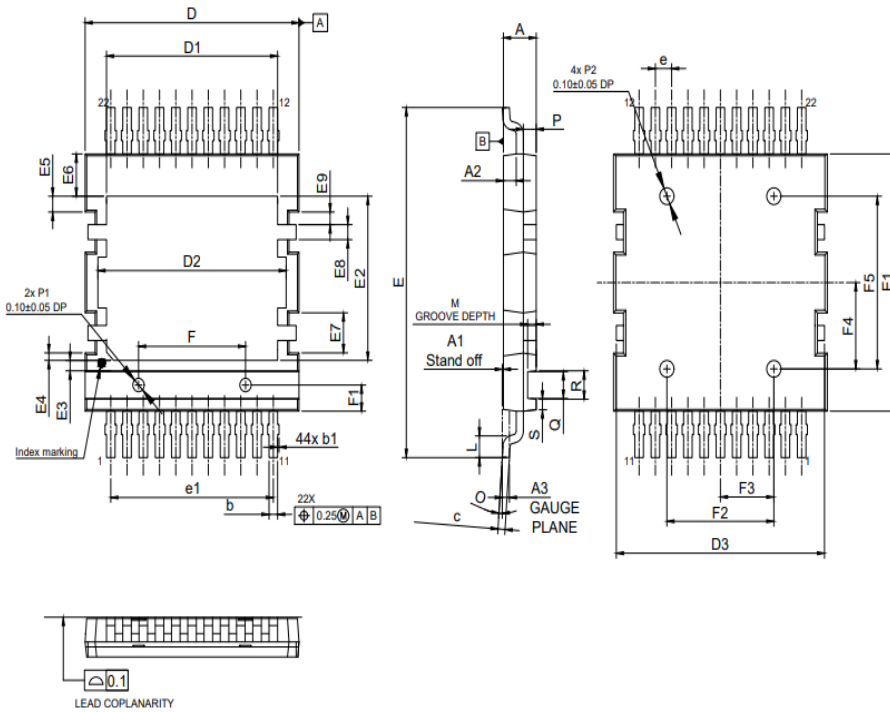 D
A
D1
22
12
E5
E6
E9
D2
E8
E2
2x P1
0.10±0.05 DP
F
E7
E4
E3
F1
Index marking
44x b1
1
11
e1
b
22X
0.25 M A B
0.1
LEAD COPLANARITY
A
P
B
A2
E
M
GROOVE DEPTH
A1
Stand off
R
Q
S
L
O
A3
GAUGE
PLANE
c
4x P2
0.10±0.05 DP
e
12
22
F5
F4
E1
11
1
F3
F2
D3